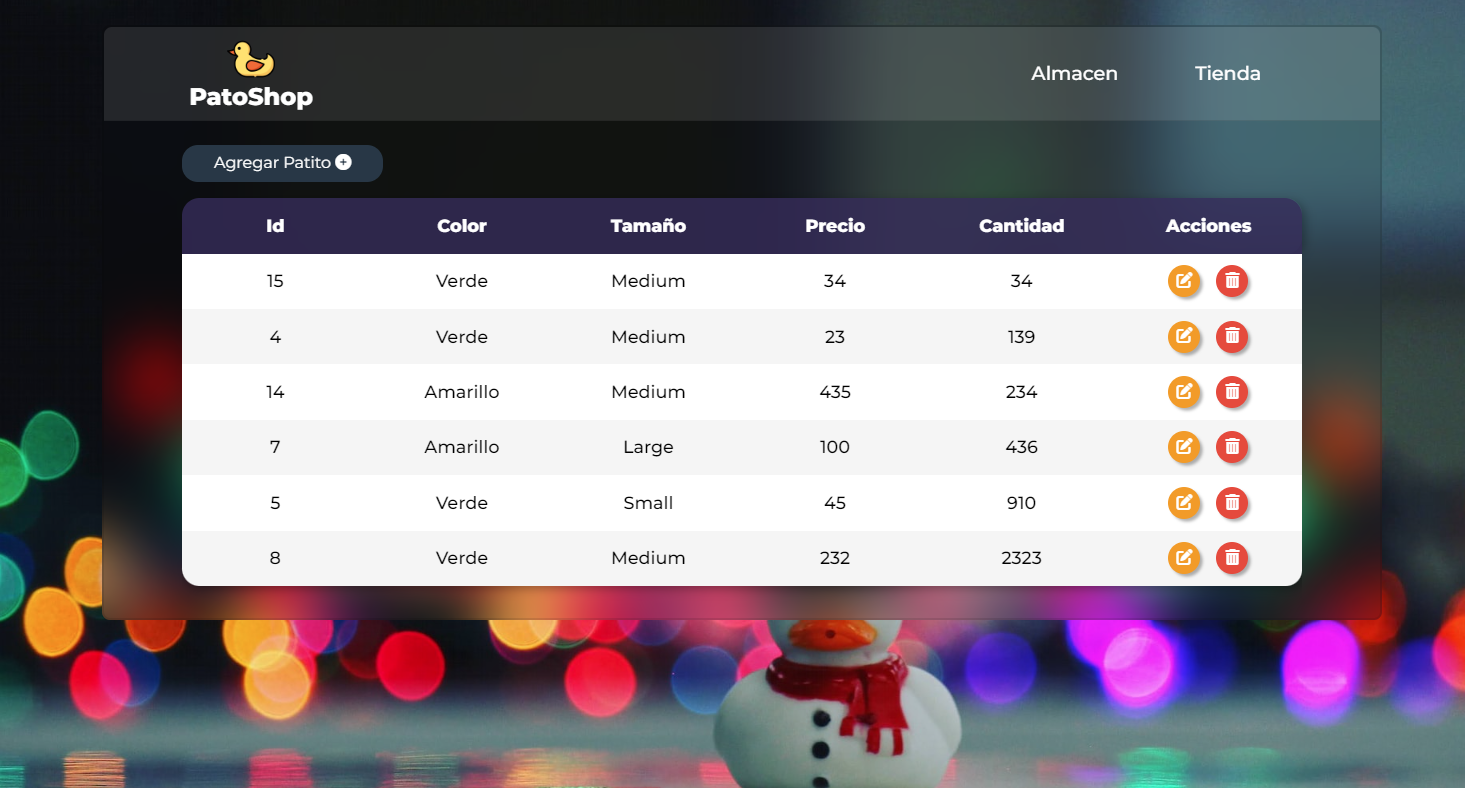 PatoShop
Almacen Tienda
Agregar Patito
Id Color Tamaño Precio Cantidad Acciones
15 Verde Medium 34 34
4 Verde Medium 23 139
14 Amarillo Medium 435 234
7 Amarillo Large 100 436
5 Verde Small 45 910
8 Verde Medium 232 2323